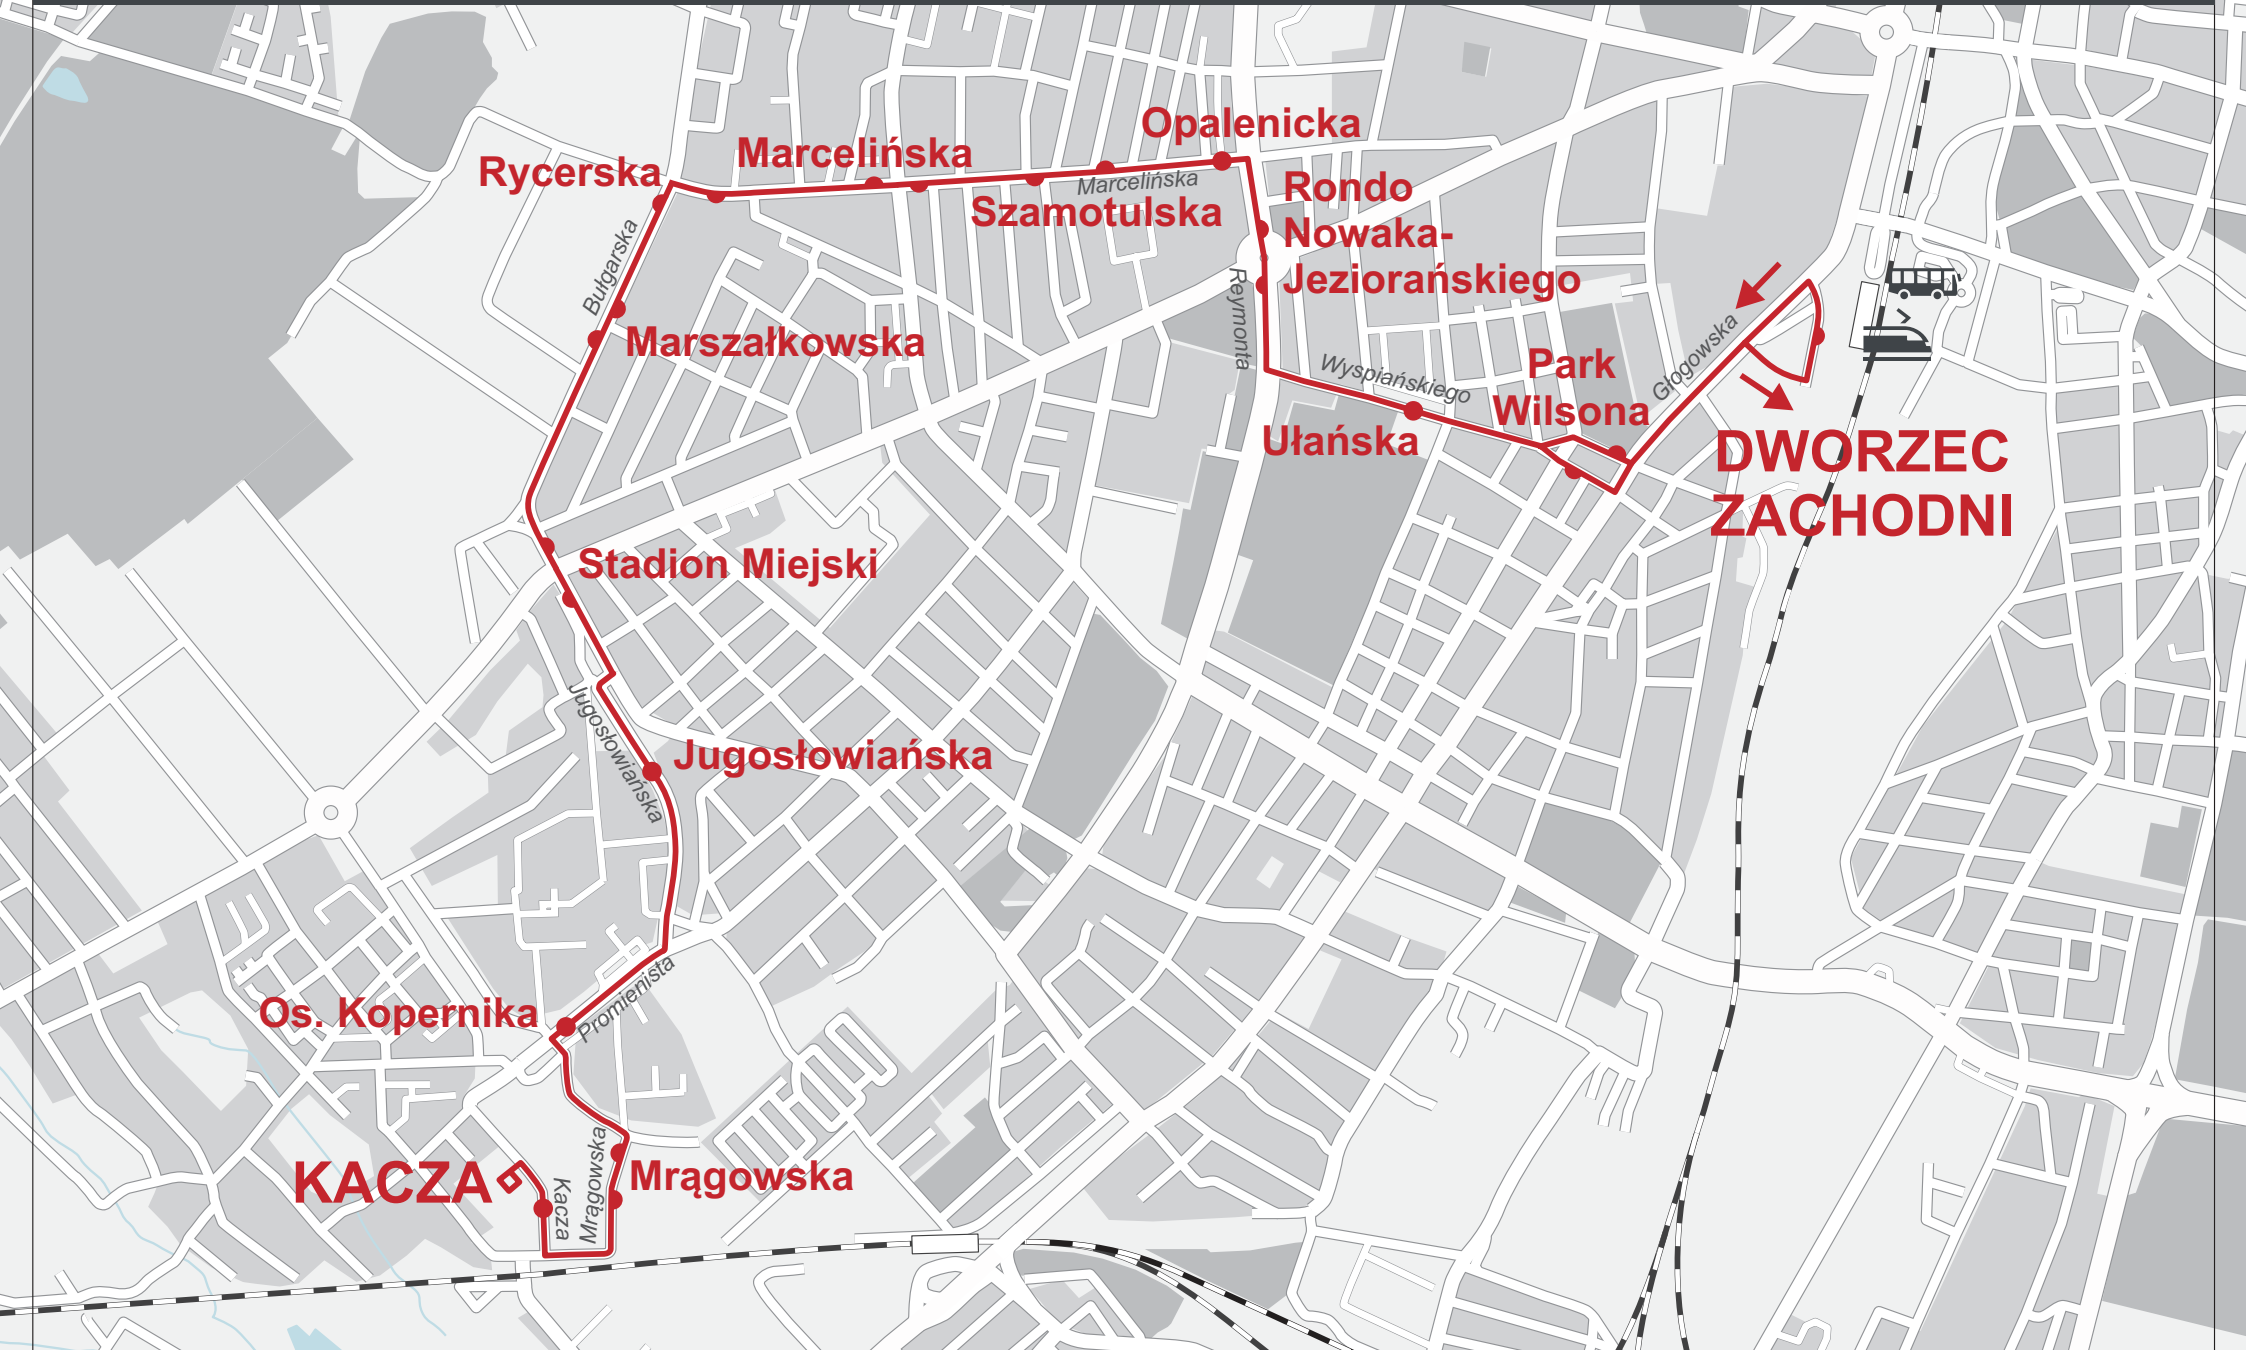 Opalenicka
Marcelińska
Rycerska
Marcelińska
Szamotulska
Rondo
Nowaka-
Jeziorańskiego
Bułgarska
Reymonta
Marszałkowska
Głogowska
Wyspiańskiego
Park
Wilsona
Ułańska
DWORZEC
ZACHODNI
Stadion Miejski
Jugosłowiańska
Jugosłowiańska
Promienista
Os. Kopernika
Mrągowska
Mrągowska
Kacza
KACZA